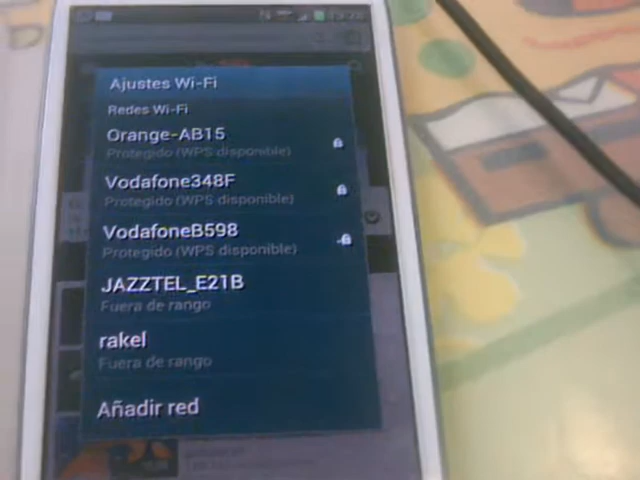 Ajustes Wi-Fi
Redes Wi-Fi
Orange-AB15
Protegido (WPS disponible)
Vodafone348F
Protegido (WPS disponible)
VodafoneB598
Protegido (WPS disponible)
JAZZTEL_E21B
Fuera de rango
rakel
Fuera de rango
Añadir red